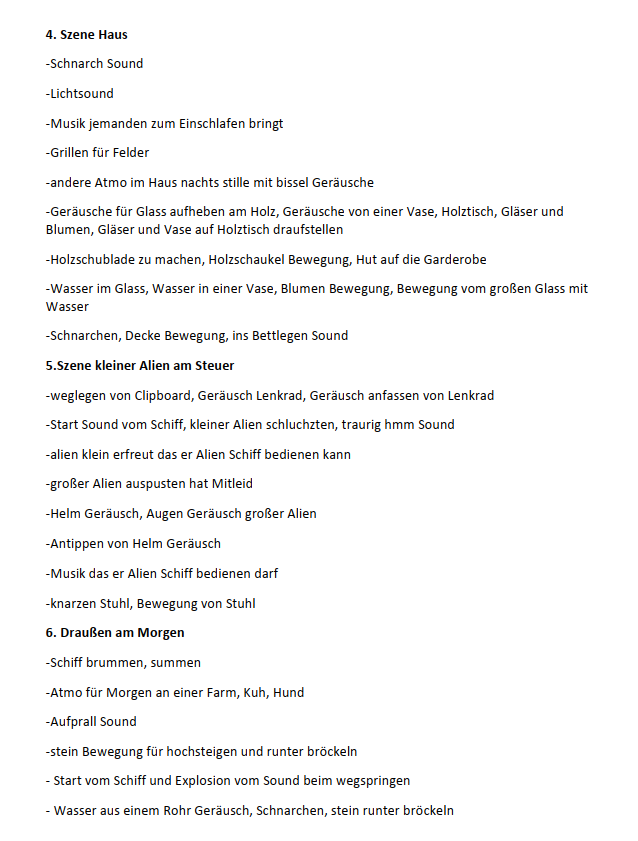 4. Szene Haus
-Schnarch Sound
-Lichtsound
-Musik jemanden zum Einschlafen bringt
-Grillen für Felder
-andere Atmo im Haus nachts stille mit bissel Geräusche
-Geräusche für Glass aufheben am Holz, Geräusche von einer Vase, Holztisch, Gläser und
Blumen, Gläser und Vase auf Holztisch draufstellen
-Holzschublade zu machen, Holzschaukel Bewegung, Hut auf die Garderobe
-Wasser im Glass, Wasser in einer Vase, Blumen Bewegung, Bewegung vom großen Glass mit
Wasser
-Schnarchen, Decke Bewegung, ins Bettlegen Sound
5.Szene kleiner Alien am Steuer
-weglegen von Clipboard, Geräusch Lenkrad, Geräusch anfassen von Lenkrad
-Start Sound vom Schiff, kleiner Alien schluchzten, traurig hmm Sound
-alien klein erfreut das er Alien Schiff bedienen kann
-großer Alien auspusten hat Mitleid
-Helm Geräusch, Augen Geräusch großer Alien
-Antippen von Helm Geräusch
-Musik das er Alien Schiff bedienen darf
-knarzen Stuhl, Bewegung von Stuhl
6. Draußen am Morgen
-Schiff brummen, summen
-Atmo für Morgen an einer Farm, Kuh, Hund
-Aufprall Sound
-stein Bewegung für hochsteigen und runter bröckeln
- Start vom Schiff und Explosion vom Sound beim wegspringen
- Wasser aus einem Rohr Geräusch, Schnarchen, stein runter bröckeln